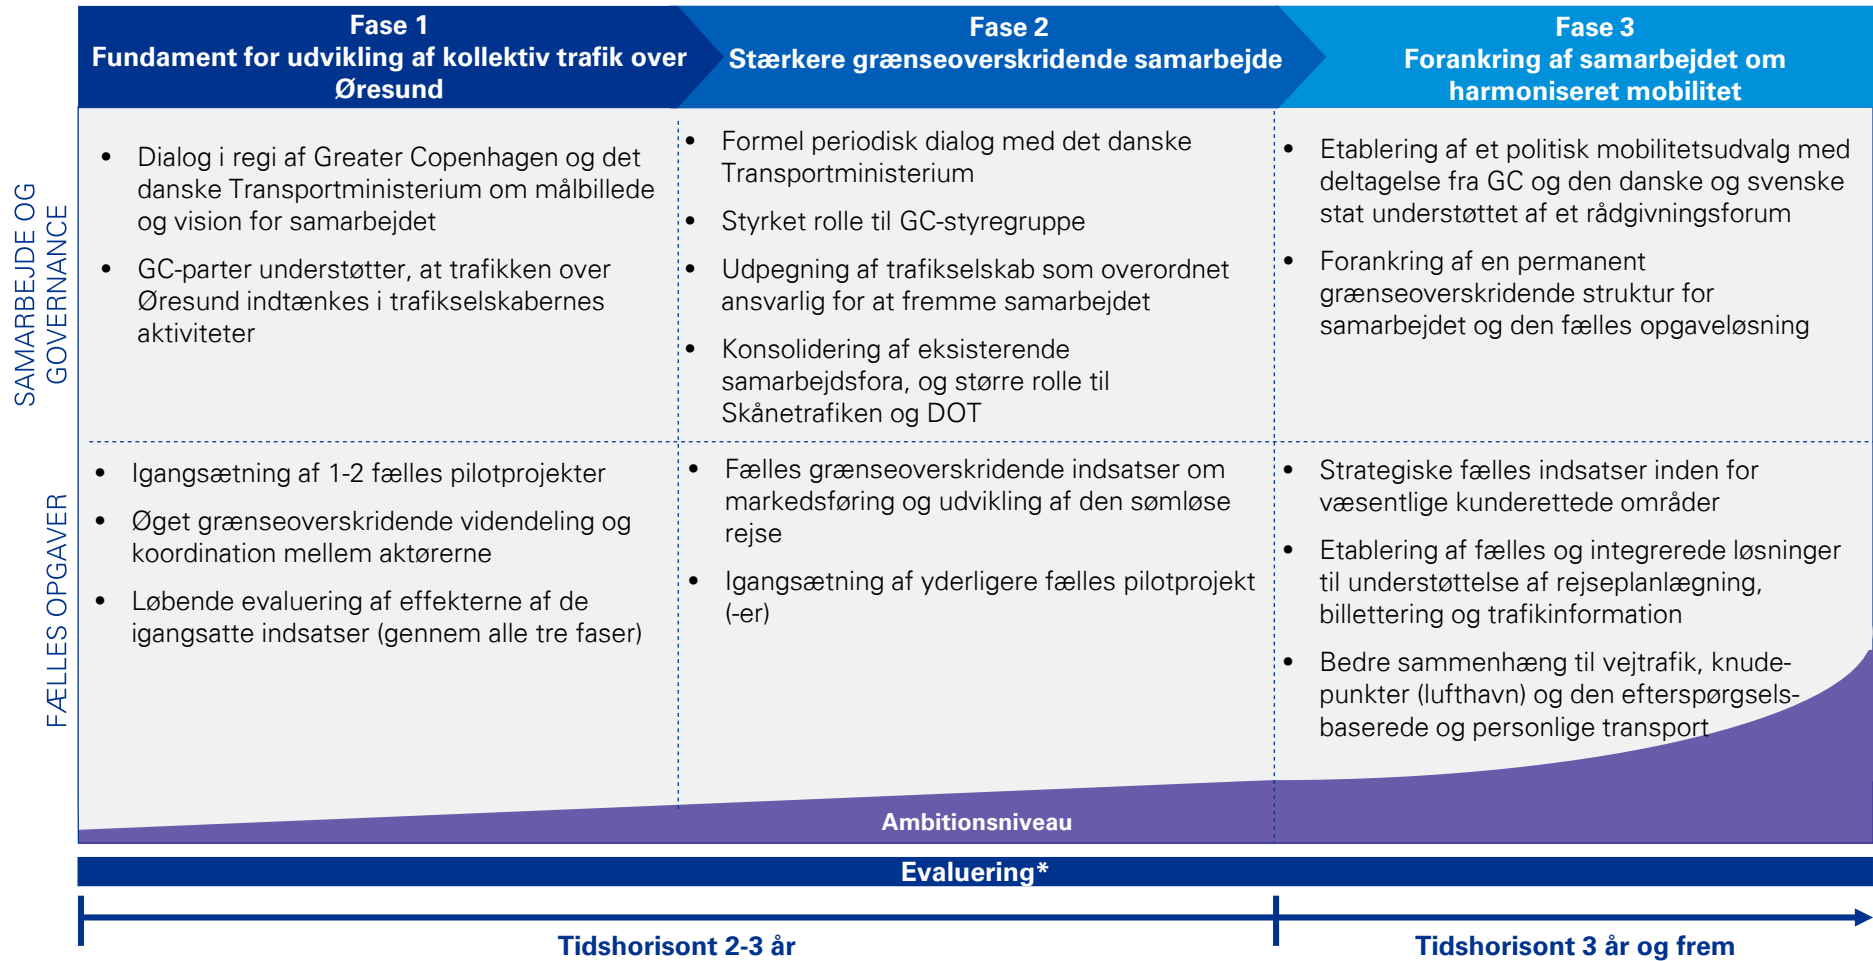 Fase 1
Fundament for udvikling af kollektiv trafik over
Øresund
Fase 2
Stærkere grænseoverskridende samarbejde
Fase 3
Forankring af samarbejdet om
harmoniseret mobilitet
SAMARBEJDE OG
GOVERNANCE
• Dialog i regi af Greater Copenhagen og det
danske Transportministerium om målbillede
og vision for samarbejdet
• GC-parter understøtter, at trafikken over
Øresund indtænkes i trafikselskabernes
aktiviteter
• Formel periodisk dialog med det danske
Transportministerium
• Styrket rolle til GC-styregruppe
• Udpegning af trafikselskab som overordnet
ansvarlig for at fremme samarbejdet
• Konsolidering af eksisterende
samarbejdsfora, og større rolle til
Skånetrafiken og DOT
• Etablering af et politisk mobilitetsudvalg med
deltagelse fra GC og den danske og svenske
stat understøttet af et rådgivningsforum
• Forankring af en permanent
grænseoverskridende struktur for
samarbejdet og den fælles opgaveløsning
FÆLLES OPGAVER
• Igangsætning af 1-2 fælles pilotprojekter
• Øget grænseoverskridende videndeling og
koordination mellem aktørerne
• Løbende evaluering af effekterne af de
igangsatte indsatser (gennem alle tre faser)
• Fælles grænseoverskridende indsatser om
markedsføring og udvikling af den sømløse
rejse
• Igangsætning af yderligere fælles pilotprojekt
(-er)
• Strategiske fælles indsatser inden for
væsentlige kunderettede områder
• Etablering af fælles og integrerede løsninger
til understøttelse af rejseplanlægning,
billettering og trafikinformation
• Bedre sammenhæng til vejtrafik, knude-
punkter (lufthavn) og den efterspørgsels-
baserede og personlige transport
Ambitionsniveau
Evaluering*
Tidshorisont 2-3 år
Tidshorisont 3 år og frem